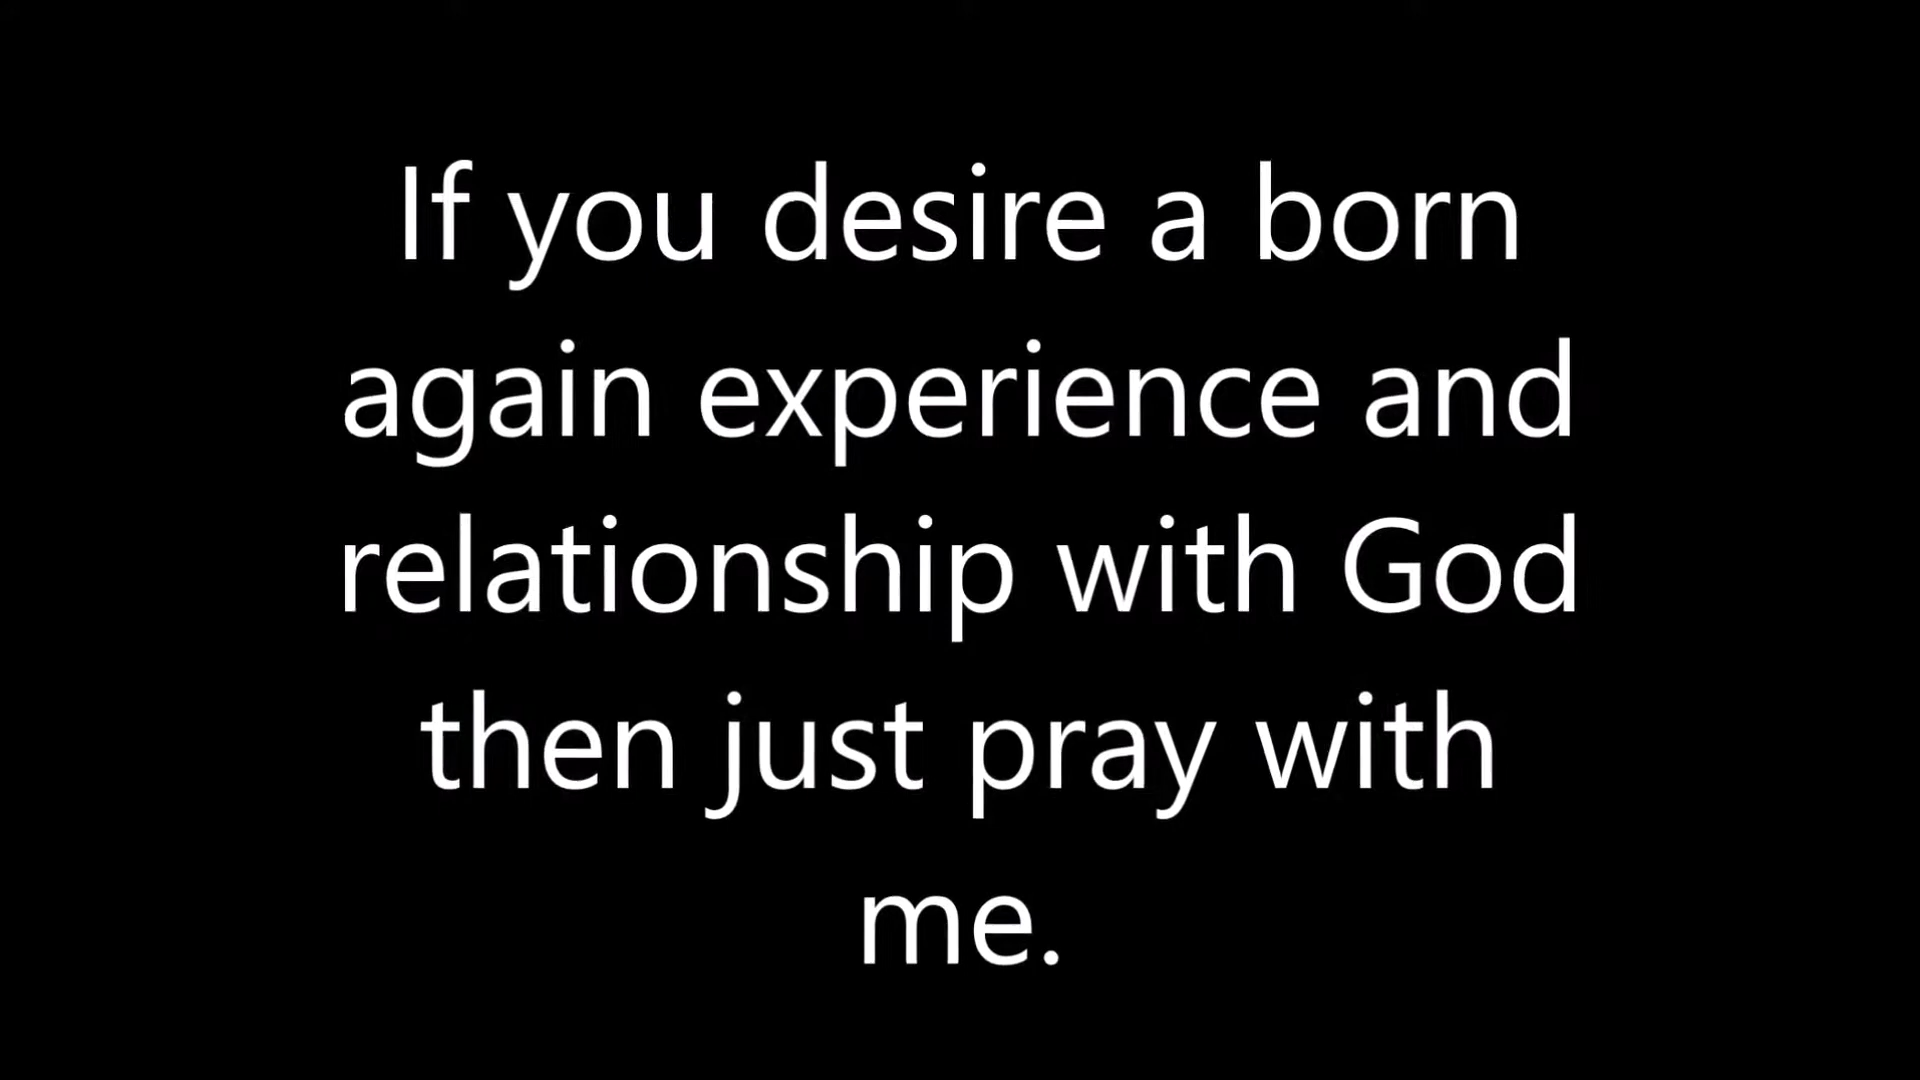 If you desire a born
again experience and
relationship with God
then just pray with
me.